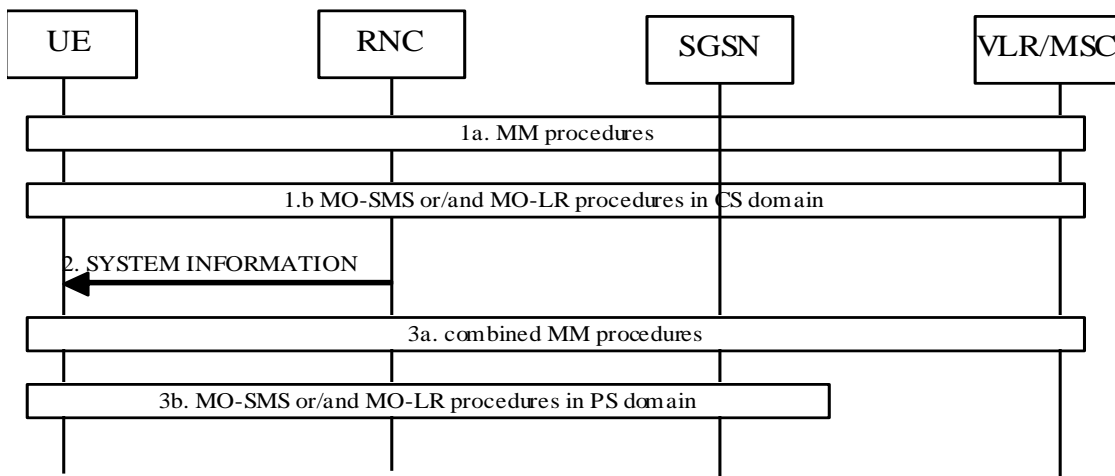 UE
RNC
SGSN
VLR/MSC
1a. MM procedures
1.b MO-SMS or/and MO-LR procedures in CS domain
2. SYSTEM INFORMATION
3a. combined MM procedures
3b. MO-SMS or/and MO-LR procedures in PS domain